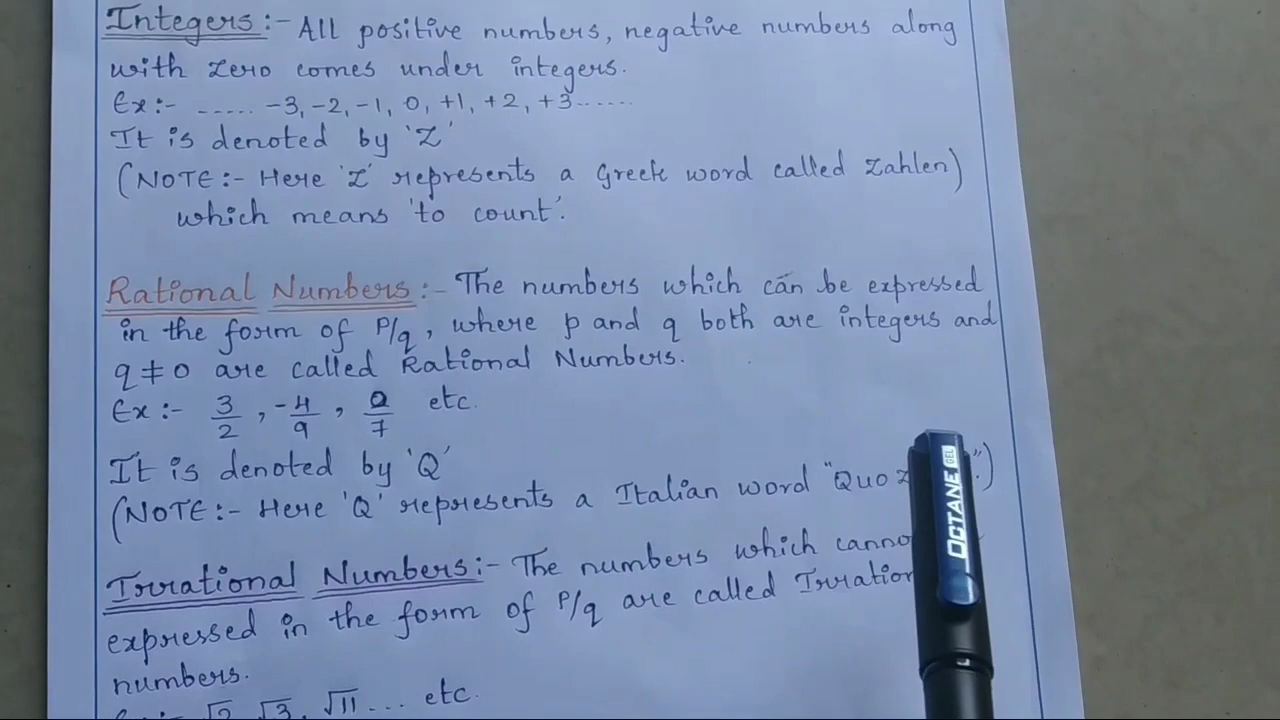 Integers:- All positive numbers, negative numbers along
with zero comes under integers.
Ex:- ..... -3, -2, -1, 0, +1, +2, +3......
It is denoted by 'Z'
(NOTE:- Here 'Z' represents a Greek word called Zahlen)
which means 'to count'.
Rational Numbers:- The numbers which can be expressed
in the form of P/q, where p and q both are integers and
q ≠ 0 are called Rational Numbers.
Ex:- 3/2, -4/9, 0/7 etc.
It is denoted by 'Q'
(NOTE:- Here 'Q' represents a Italian word "Quoz .")
Irrational Numbers:- The numbers which
expressed in the form of P/q are called
numbers.
√2, √3, √11... etc.
OCTANE GEL